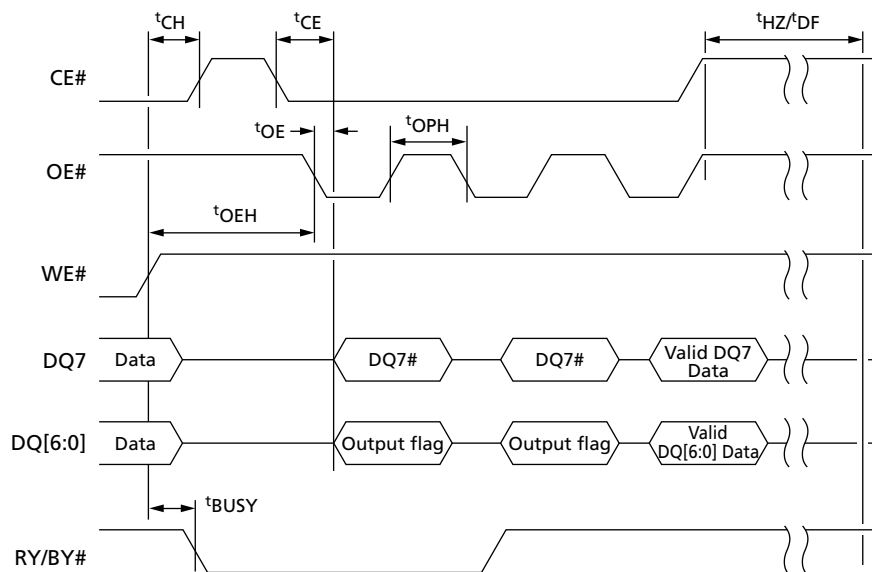 tCH
tCE
tHZ/tDF
CE#
tOE
tOPH
OE#
tOEH
WE#
DQ7
Data
DQ7#
DQ7#
Valid DQ7
Data
DQ[6:0]
Data
Output flag
Output flag
Valid
DQ[6:0] Data
tBUSY
RY/BY#